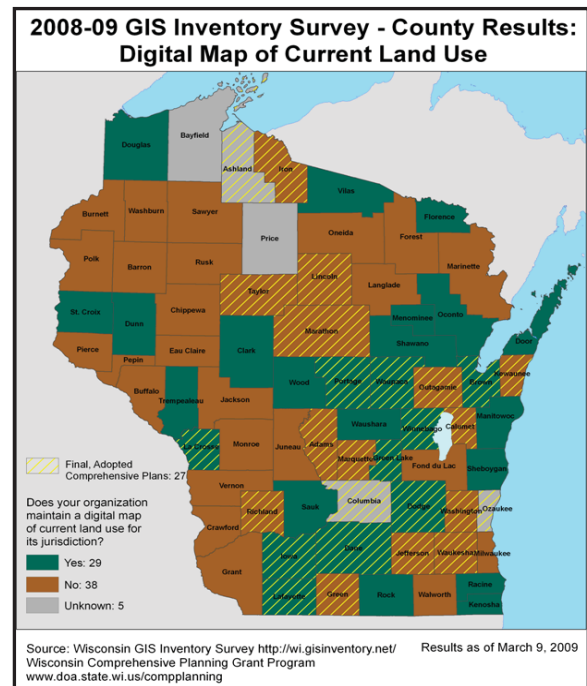 2008-09 GIS Inventory Survey - County Results:
Digital Map of Current Land Use
Douglas
Bayfield
Ashland
Iron
Vilas
Florence
Burnett
Washburn
Sawyer
Price
Oneida
Forest
Marinette
Polk
Barron
Rusk
Lincoln
Taylor
Langlade
St. Croix
Dunn
Chippewa
Marathon
Menominee
Oconto
Shawano
Door
Pierce
Pepin
Eau Claire
Clark
Wood
Portage
Waupaca
Outagamie
Brown
Kewaunee
Buffalo
Trempealeau
Jackson
Waushara
Winnebago
Calumet
Manitowoc
La Crosse
Monroe
Juneau
Adams
Marquette
Green Lake
Fond du Lac
Sheboygan
Vernon
Richland
Sauk
Columbia
Dodge
Washington
Ozaukee
Crawford
Iowa
Dane
Jefferson
Waukesha
Milwaukee
Grant
Lafayette
Green
Rock
Walworth
Racine
Kenosha
Final, Adopted
Comprehensive Plans: 27
Does your organization
maintain a digital map
of current land use for
its jurisdiction?
Yes: 29
No: 38
Unknown: 5
Source: Wisconsin GIS Inventory Survey http://wi.gisinventory.net/
Wisconsin Comprehensive Planning Grant Program
www.doa.state.wi.us/compplanning
Results as of March 9, 2009